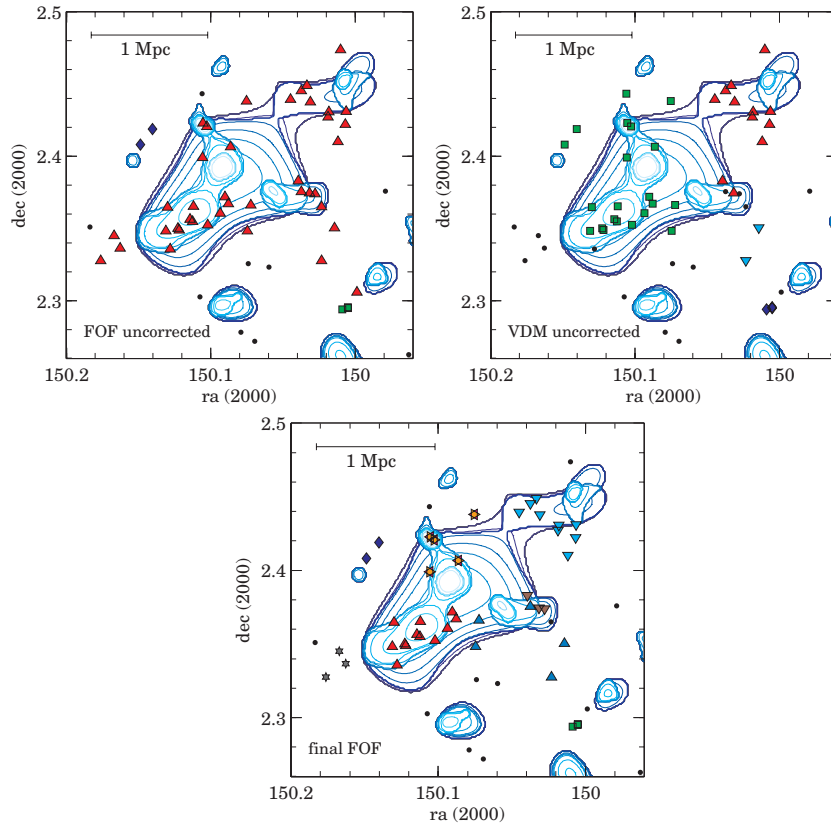 2.5
1 Mpc
2.4
2.3
dec (2000)
FOF uncorrected
150.2
150.1
150
ra (2000)
2.5
1 Mpc
2.4
2.3
dec (2000)
VDM uncorrected
150.2
150.1
150
ra (2000)
2.5
1 Mpc
2.4
2.3
dec (2000)
final FOF
150.2
150.1
150
ra (2000)